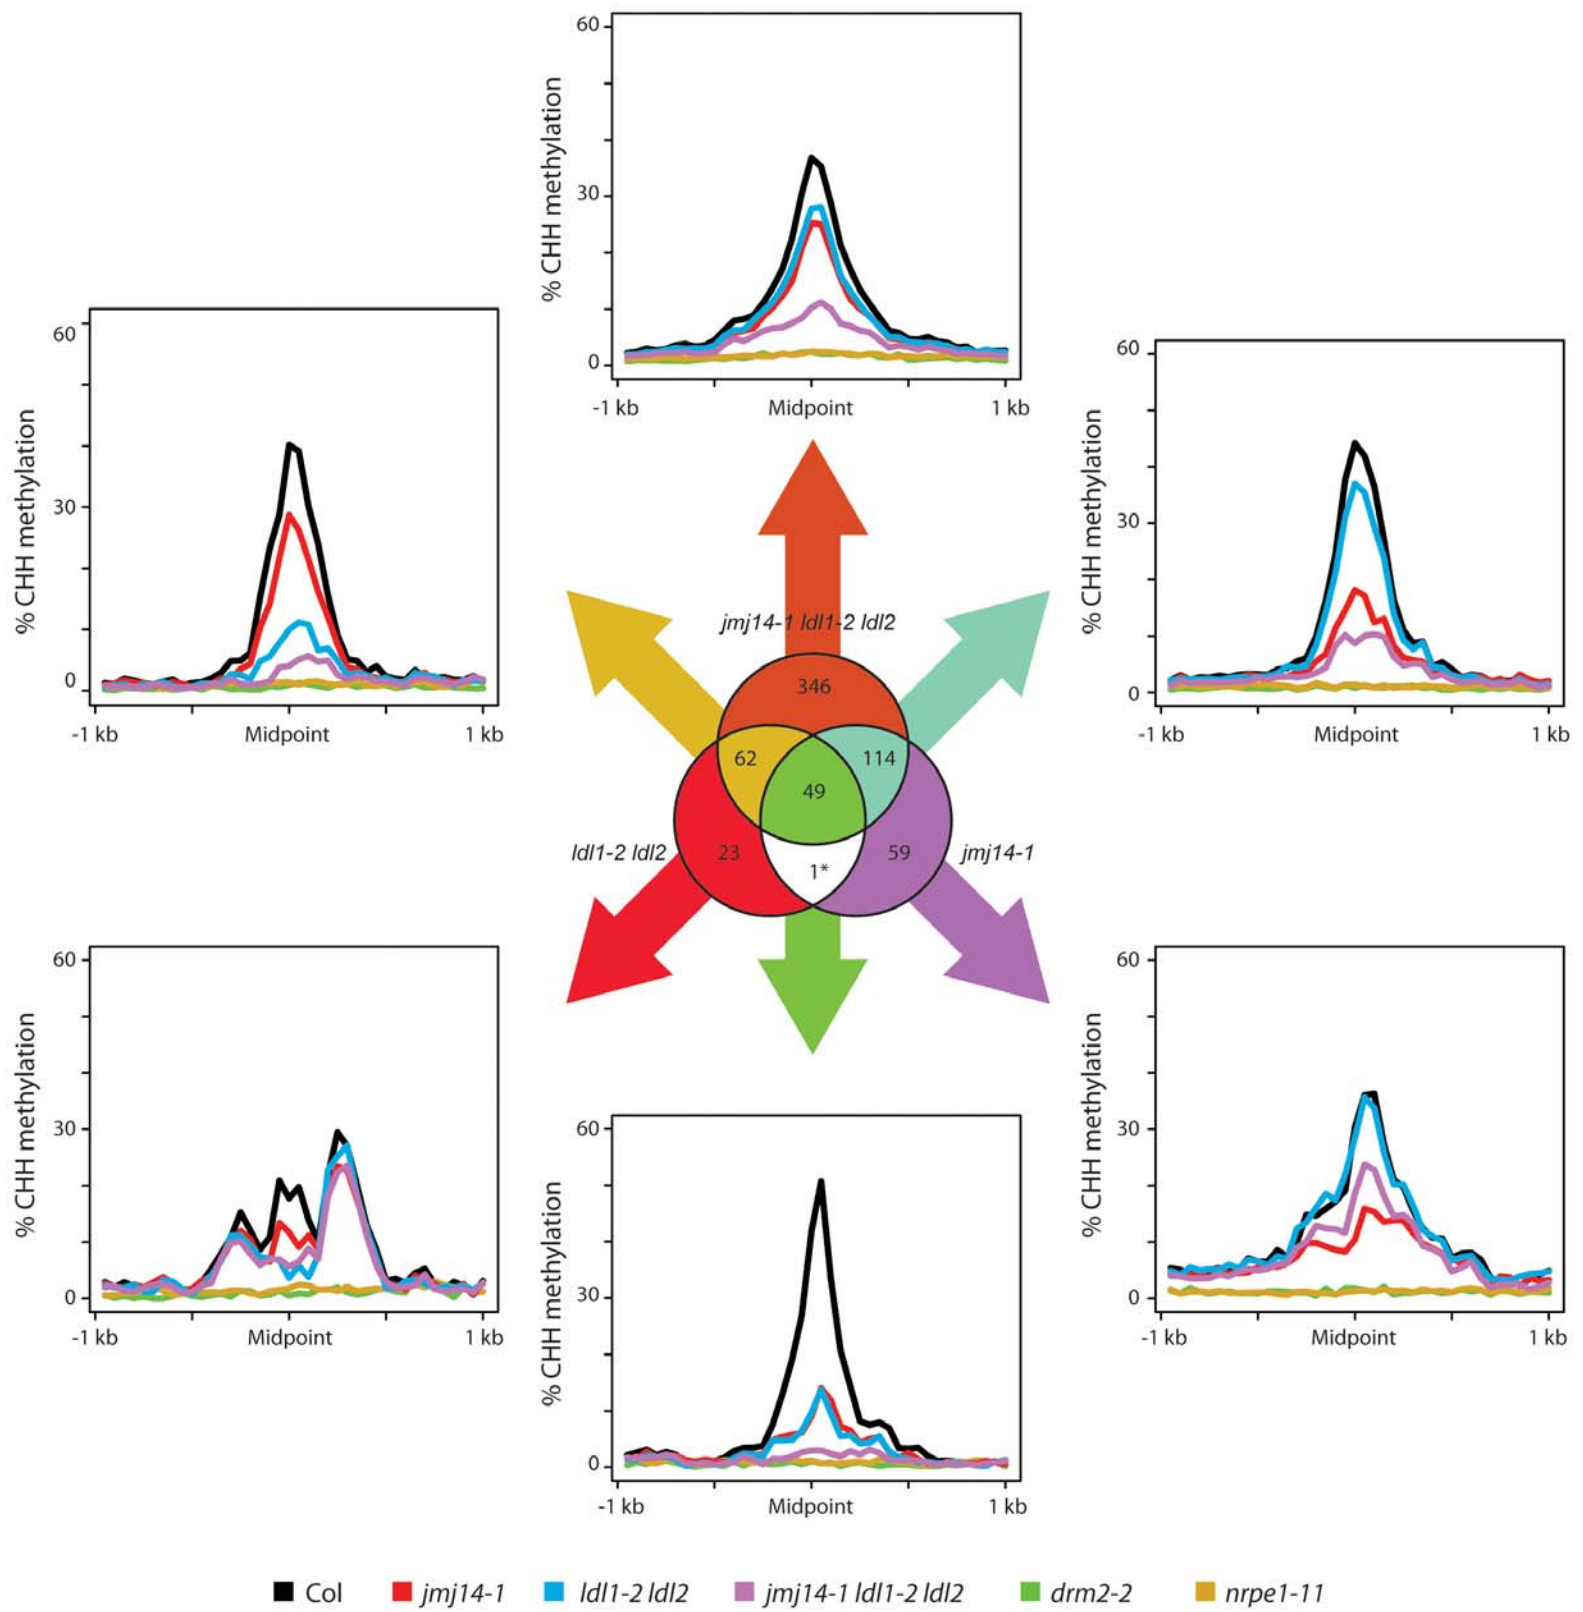 60
30
0
% CHH methylation
-1 kb Midpoint 1 kb
60
30
0
% CHH methylation
-1 kb Midpoint 1 kb
60
30
0
% CHH methylation
-1 kb Midpoint 1 kb
jmj14-1 ldl1-2 ldl2
346
62
114
49
ldl1-2 ldl2
23
1*
59
jmj14-1
60
30
0
% CHH methylation
-1 kb Midpoint 1 kb
60
30
0
% CHH methylation
-1 kb Midpoint 1 kb
60
30
0
% CHH methylation
-1 kb Midpoint 1 kb
Col jmj14-1 ldl1-2 ldl2 jmj14-1 ldl1-2 ldl2 drm2-2 nrpe1-11